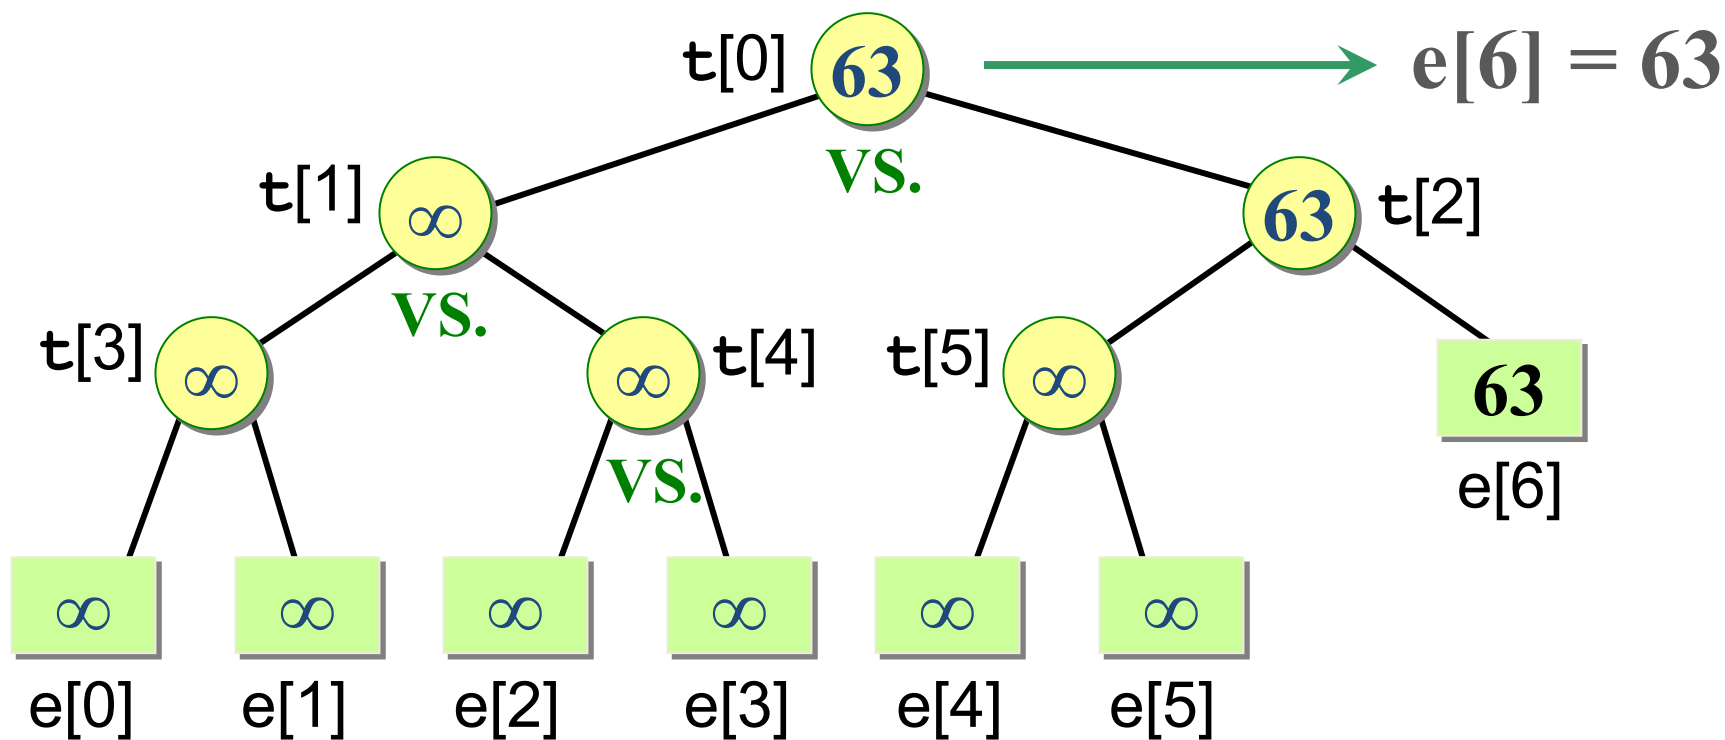 t[0] 63 e[6] = 63
vs.
t[1] ∞ 63 t[2]
vs.
t[3] ∞ ∞ t[4] t[5] ∞ 63
vs. e[6]
∞ ∞ ∞ ∞ ∞ ∞
e[0] e[1] e[2] e[3] e[4] e[5]